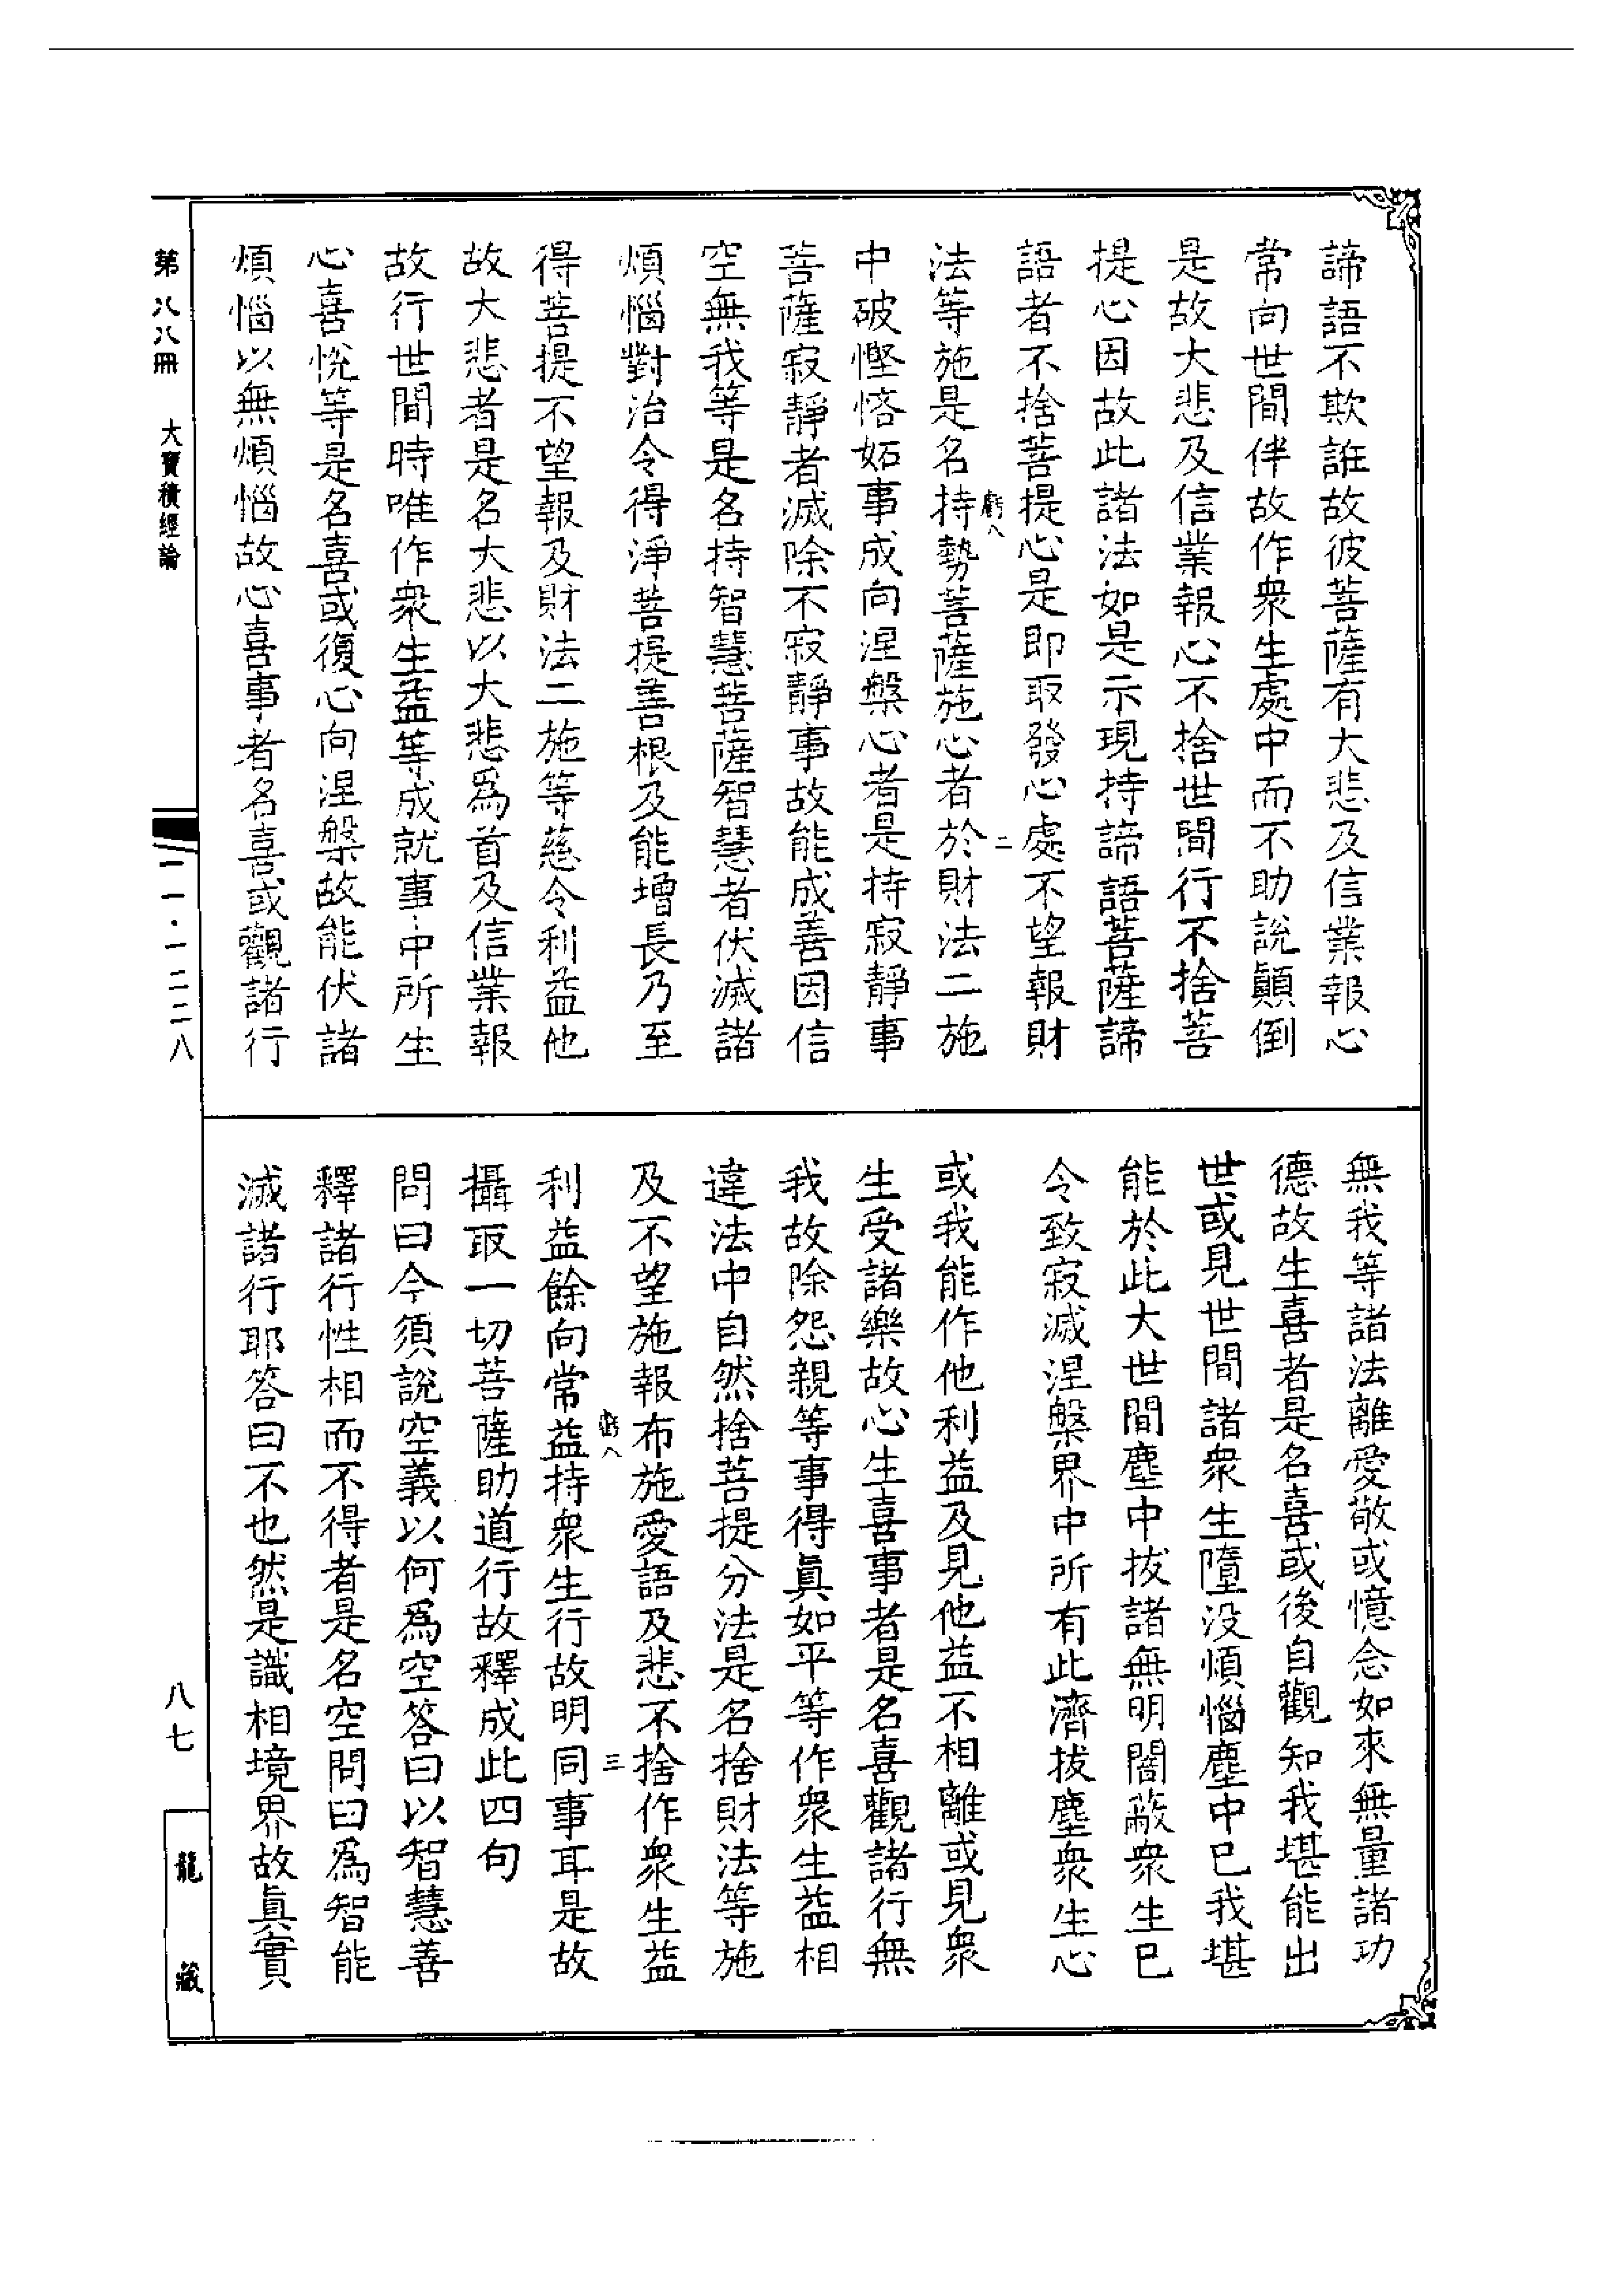 諦語不欺誑故彼菩薩有大悲及信業報心
常向世間伴故作衆生處中而不助說顚倒
是故大悲及信業報心不捨世間行不捨菩
提心因故此諸法如是示現持諦語菩薩諦
語者不捨菩提心是即取發心處不望報財
虧八
二
法等施是名持勢菩薩施心者於財法二施
中破慳悋妬事成向涅槃心者是持寂靜事
菩薩寂靜者滅除不寂靜事故能成善因信
空無我等是名持智慧菩薩智慧者伏滅諸
煩惱對治令得淨菩提善根及能增長乃至
得菩提不望報及財法二施等慈令利益他
故大悲者是名大悲以大悲爲首及信業報
故行世間時唯作衆生益等成就事中所生
心喜悅等是名喜或復心向涅槃故能伏諸
煩惱以無煩惱故心喜事者名喜或觀諸行
無我等諸法離愛敬或憶念如來無量諸功
德故生喜者是名喜或後自觀知我堪能出
世或見世間諸衆生墮没煩惱塵中已我堪
能於此大世間塵中拔諸無明闇蔽衆生已
令致寂滅涅槃界中所有此濟拔塵衆生心
或我能作他利益及見他益不相離或見衆
生受諸樂故心生喜事者是名喜觀諸行無
我故除怨親等事得眞如平等作衆生益相
違法中自然捨菩提分法是名捨財法等施
及不望施報布施愛語及悲不捨作衆生益
虧八
三
利益餘向常益持衆生行故明同事耳是故
攝取一切菩薩助道行故釋成此四句
問曰今須說空義以何爲空答曰以智慧善
釋諸行性相而不得者是名空問曰爲智能
滅諸行耶答曰不也然是識相境界故眞實
第八八冊
大寶積經論
一一·一二二八
八七
龍藏